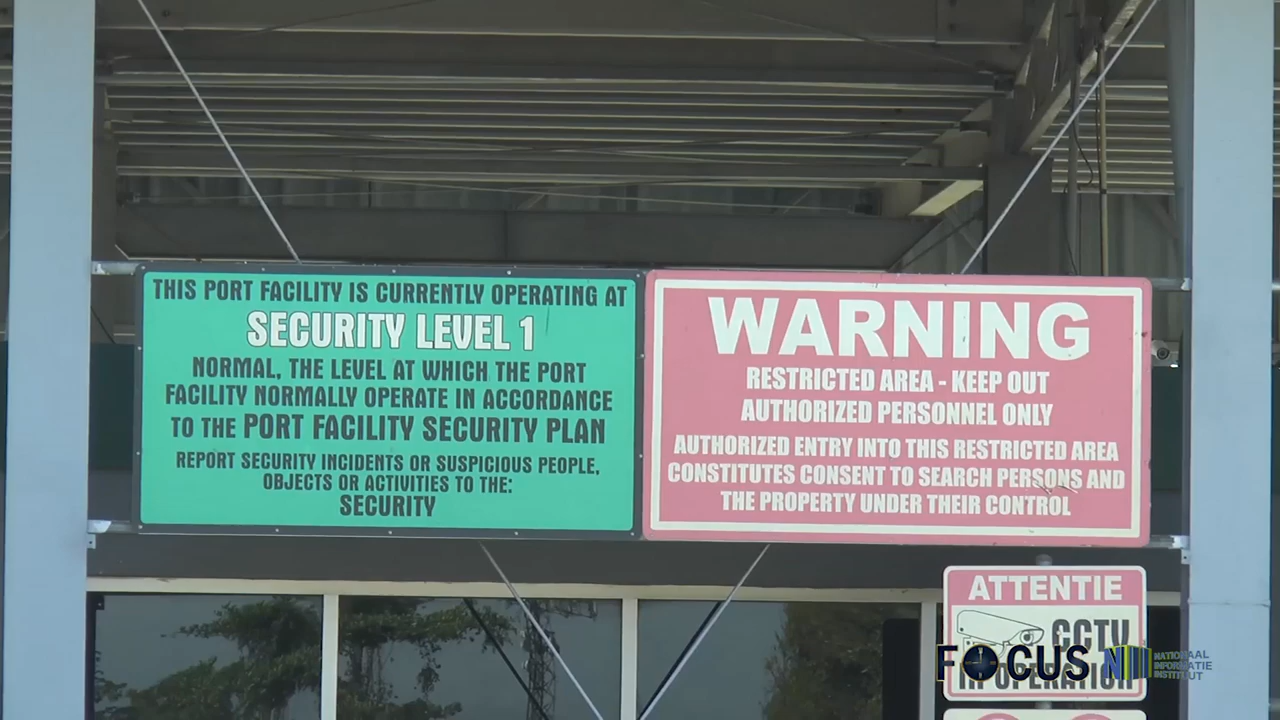 THIS PORT FACILITY IS CURRENTLY OPERATING AT
SECURITY LEVEL 1
NORMAL, THE LEVEL AT WHICH THE PORT
FACILITY NORMALLY OPERATE IN ACCORDANCE
TO THE PORT FACILITY SECURITY PLAN
REPORT SECURITY INCIDENTS OR SUSPICIOUS PEOPLE,
OBJECTS OR ACTIVITIES TO THE:
SECURITY
WARNING
RESTRICTED AREA - KEEP OUT
AUTHORIZED PERSONNEL ONLY
AUTHORIZED ENTRY INTO THIS RESTRICTED AREA
CONSTITUTES CONSENT TO SEARCH PERSONS AND
THE PROPERTY UNDER THEIR CONTROL
ATTENTIE
CCTV
IN OPERATION
FOCUS NII
NATIONAAL
INFORMATIE
INSTITUUT